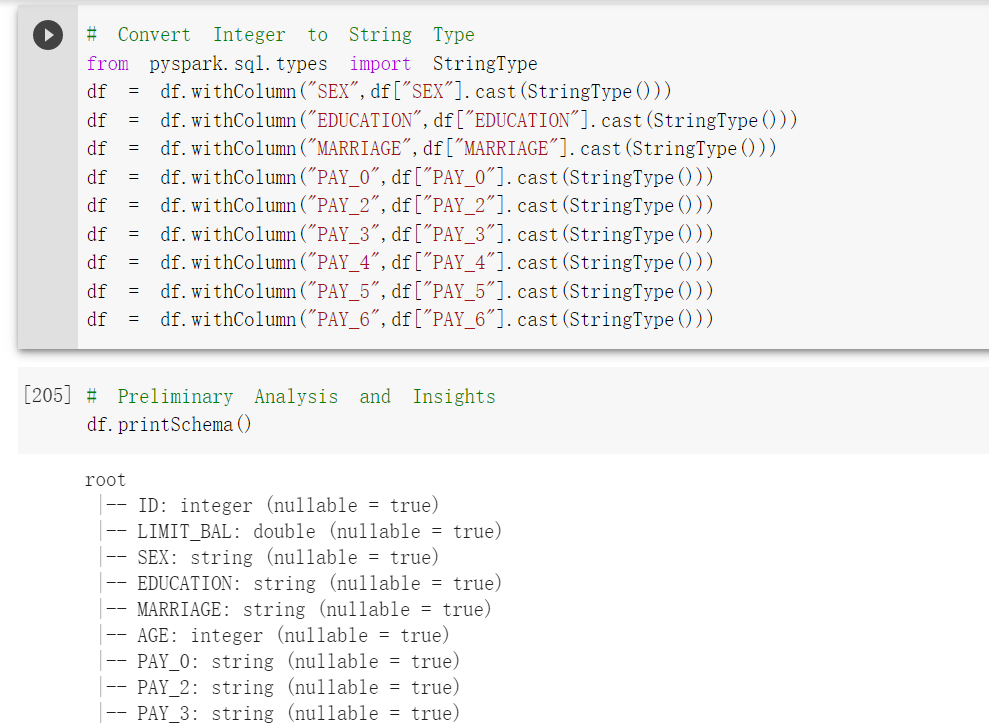 # Convert Integer to String Type
from pyspark.sql.types import StringType
df = df.withColumn("SEX",df["SEX"].cast(StringType()))
df = df.withColumn("EDUCATION",df["EDUCATION"].cast(StringType()))
df = df.withColumn("MARRIAGE",df["MARRIAGE"].cast(StringType()))
df = df.withColumn("PAY_0",df["PAY_0"].cast(StringType()))
df = df.withColumn("PAY_2",df["PAY_2"].cast(StringType()))
df = df.withColumn("PAY_3",df["PAY_3"].cast(StringType()))
df = df.withColumn("PAY_4",df["PAY_4"].cast(StringType()))
df = df.withColumn("PAY_5",df["PAY_5"].cast(StringType()))
df = df.withColumn("PAY_6",df["PAY_6"].cast(StringType()))
[205] # Preliminary Analysis and Insights
df.printSchema()
root
|-- ID: integer (nullable = true)
|-- LIMIT_BAL: double (nullable = true)
|-- SEX: string (nullable = true)
|-- EDUCATION: string (nullable = true)
|-- MARRIAGE: string (nullable = true)
|-- AGE: integer (nullable = true)
|-- PAY_0: string (nullable = true)
|-- PAY_2: string (nullable = true)
|-- PAY_3: string (nullable = true)